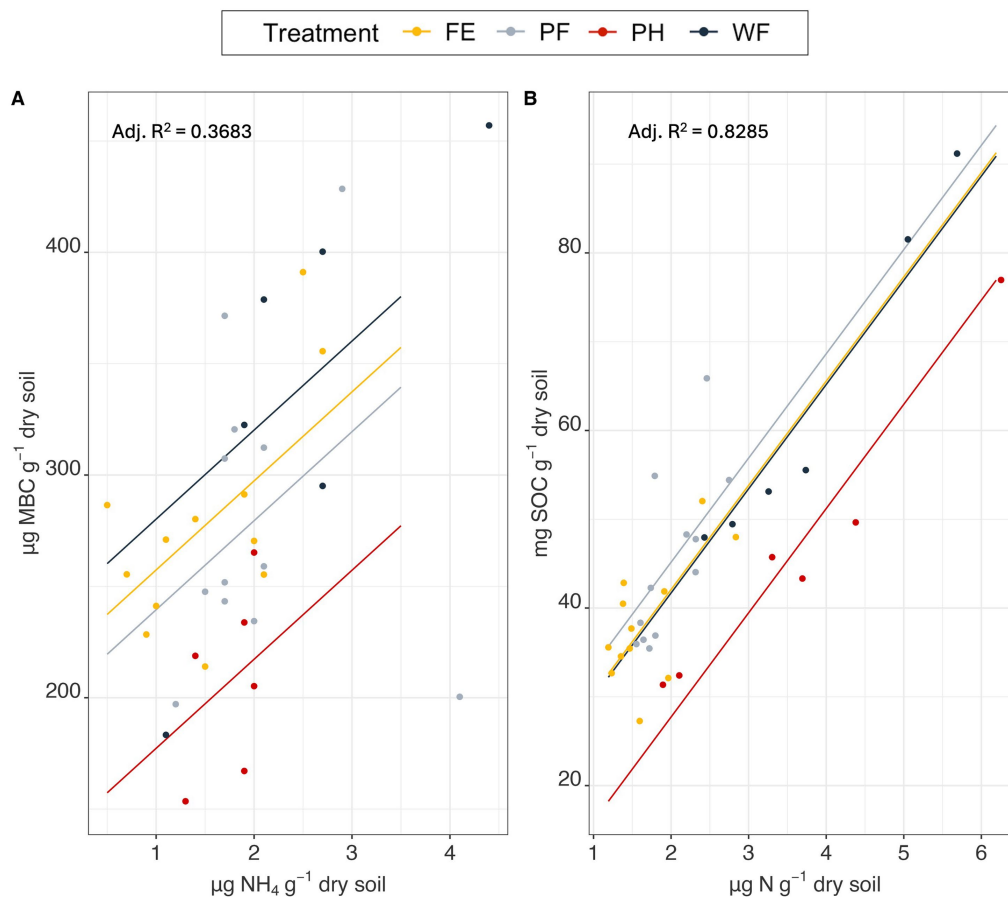 Treatment FE PF PH WF
A
B
Adj. R² = 0.3683
Adj. R² = 0.8285
µg MBC g⁻¹ dry soil
400
300
200
1 2 3 4
µg NH₄ g⁻¹ dry soil
mg SOC g⁻¹ dry soil
80
60
40
20
1 2 3 4 5 6
µg N g⁻¹ dry soil